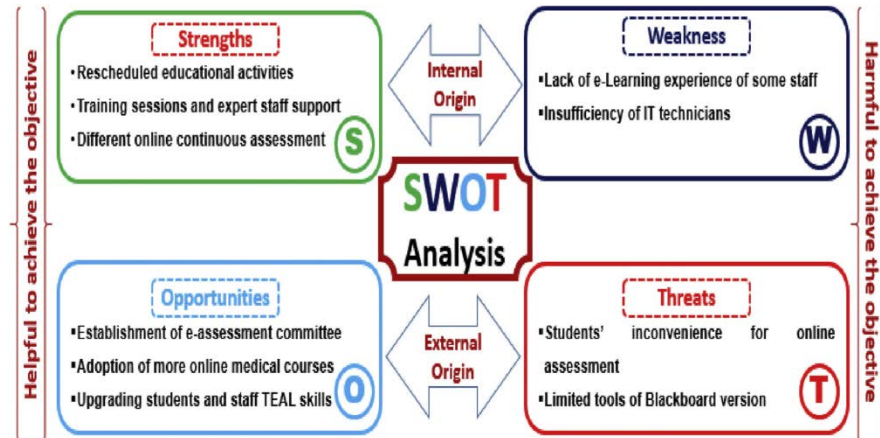 Helpful to achieve the objective
Strengths
•Rescheduled educational activities
•Training sessions and expert staff support
•Different online continuous assessment
S
Internal
Origin
Weakness
▪Lack of e-Learning experience of some staff
▪Insufficiency of IT technicians
W
Harmful to achieve the objective
SWOT
Analysis
Opportunities
▪Establishment of e-assessment committee
▪Adoption of more online medical courses
▪Upgrading students and staff TEAL skills
O
External
Origin
Threats
▪Students’ inconvenience for online
assessment
▪Limited tools of Blackboard version
T